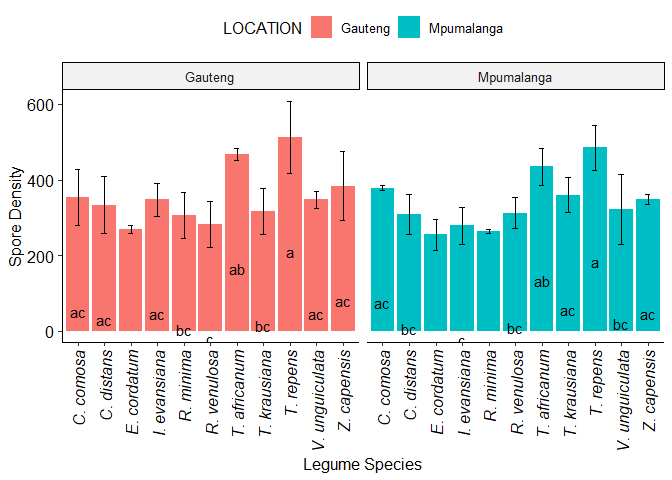 LOCATION Gauteng Mpumalanga
Gauteng Mpumalanga
Spore Density
600
400
200
0
ac ac ac bc c ab bc a ac ac
ac bc c bc ab ac a bc ac
C. comosa C. distans E. cordatum I. evansiana R. minima R. venulosa T. africanum T. krausiana T. repens V. unguiculata Z. capensis
C. comosa C. distans E. cordatum I. evansiana R. minima R. venulosa T. africanum T. krausiana T. repens V. unguiculata Z. capensis
Legume Species